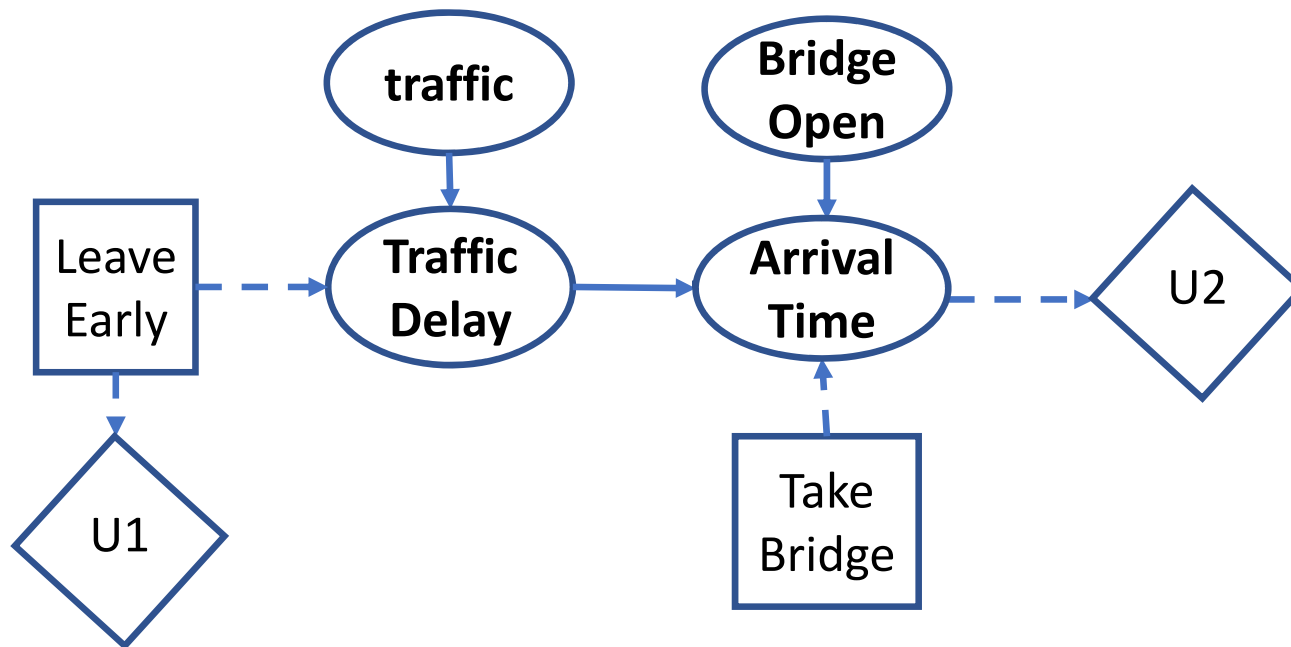 traffic
Bridge
Open
Leave
Early
Traffic
Delay
Arrival
Time
U2
U1
Take
Bridge